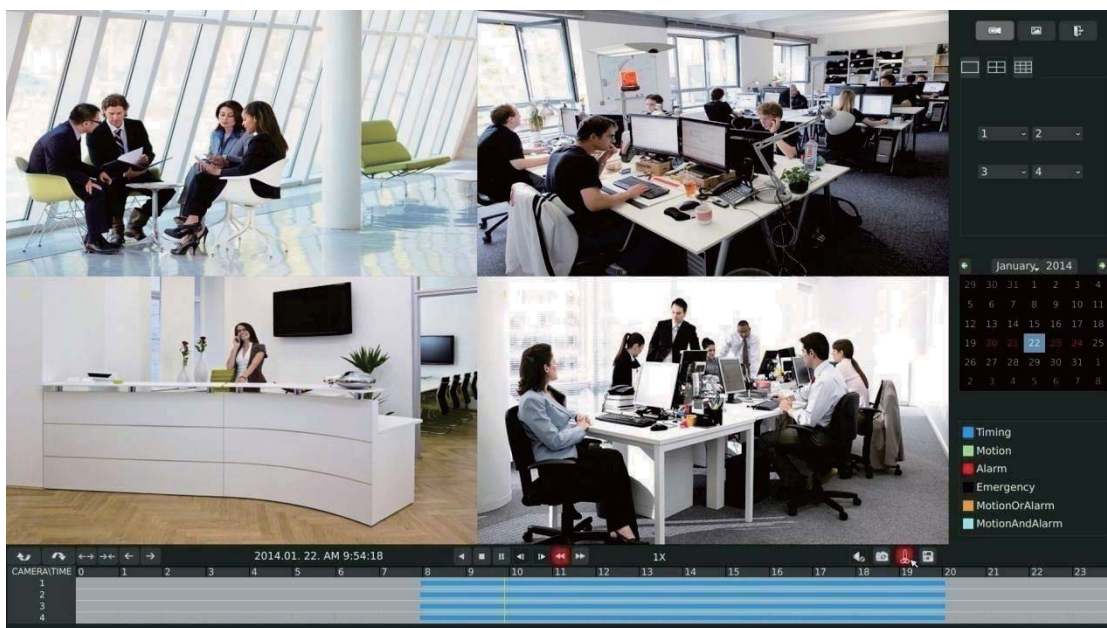 1 2
3 4
January, 2014
29 30 31 1 2 3 4
5 6 7 8 9 10 11
12 13 14 15 16 17 18
19 20 21 22 23 24 25
26 27 28 29 30 31 1
2 3 4 5 6 7 8
Timing
Motion
Alarm
Emergency
MotionOrAlarm
MotionAndAlarm
2014.01. 22. AM 9:54:18 1X
CAMERA\TIME 0 1 2 3 4 5 6 7 8 9 10 11 12 13 14 15 16 17 18 19 20 21 22 23
1
2
3
4